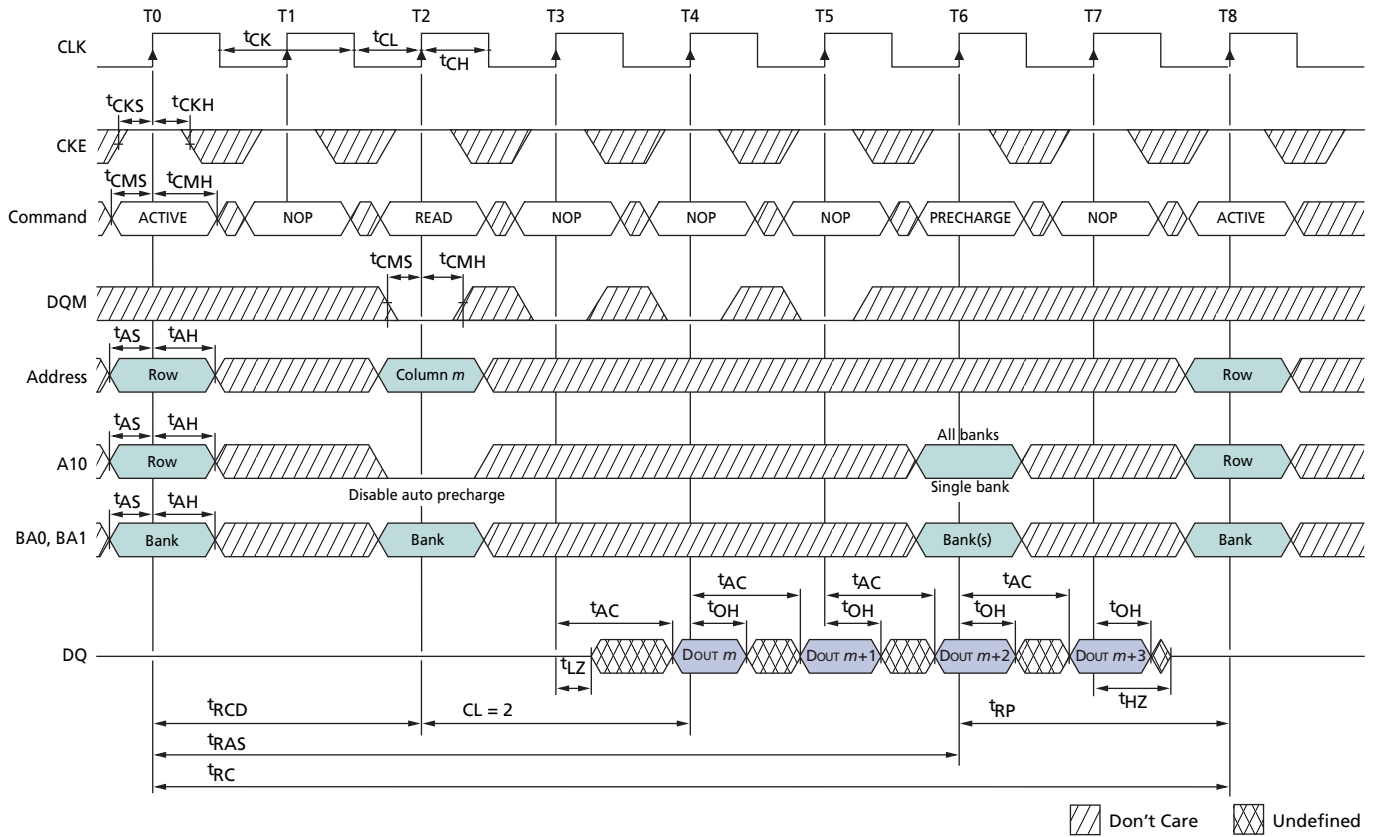 T0 T1 T2 T3 T4 T5 T6 T7 T8
CLK
tCK tCL
tCH
tCKS tCKH
CKE
tCMS tCMH
Command ACTIVE NOP READ NOP NOP NOP PRECHARGE NOP ACTIVE
tCMS tCMH
DQM
tAS tAH
Address Row Column m Row
tAS tAH
All banks
A10 Row Row
Disable auto precharge
Single bank
tAS tAH
BA0, BA1 Bank Bank Bank(s) Bank
tAC tAC tAC
tAC tOH tOH tOH tOH
DQ DOUT m DOUT m+1 DOUT m+2 DOUT m+3
tLZ
tHZ
tRCD CL = 2 tRP
tRAS
tRC
Don't Care Undefined